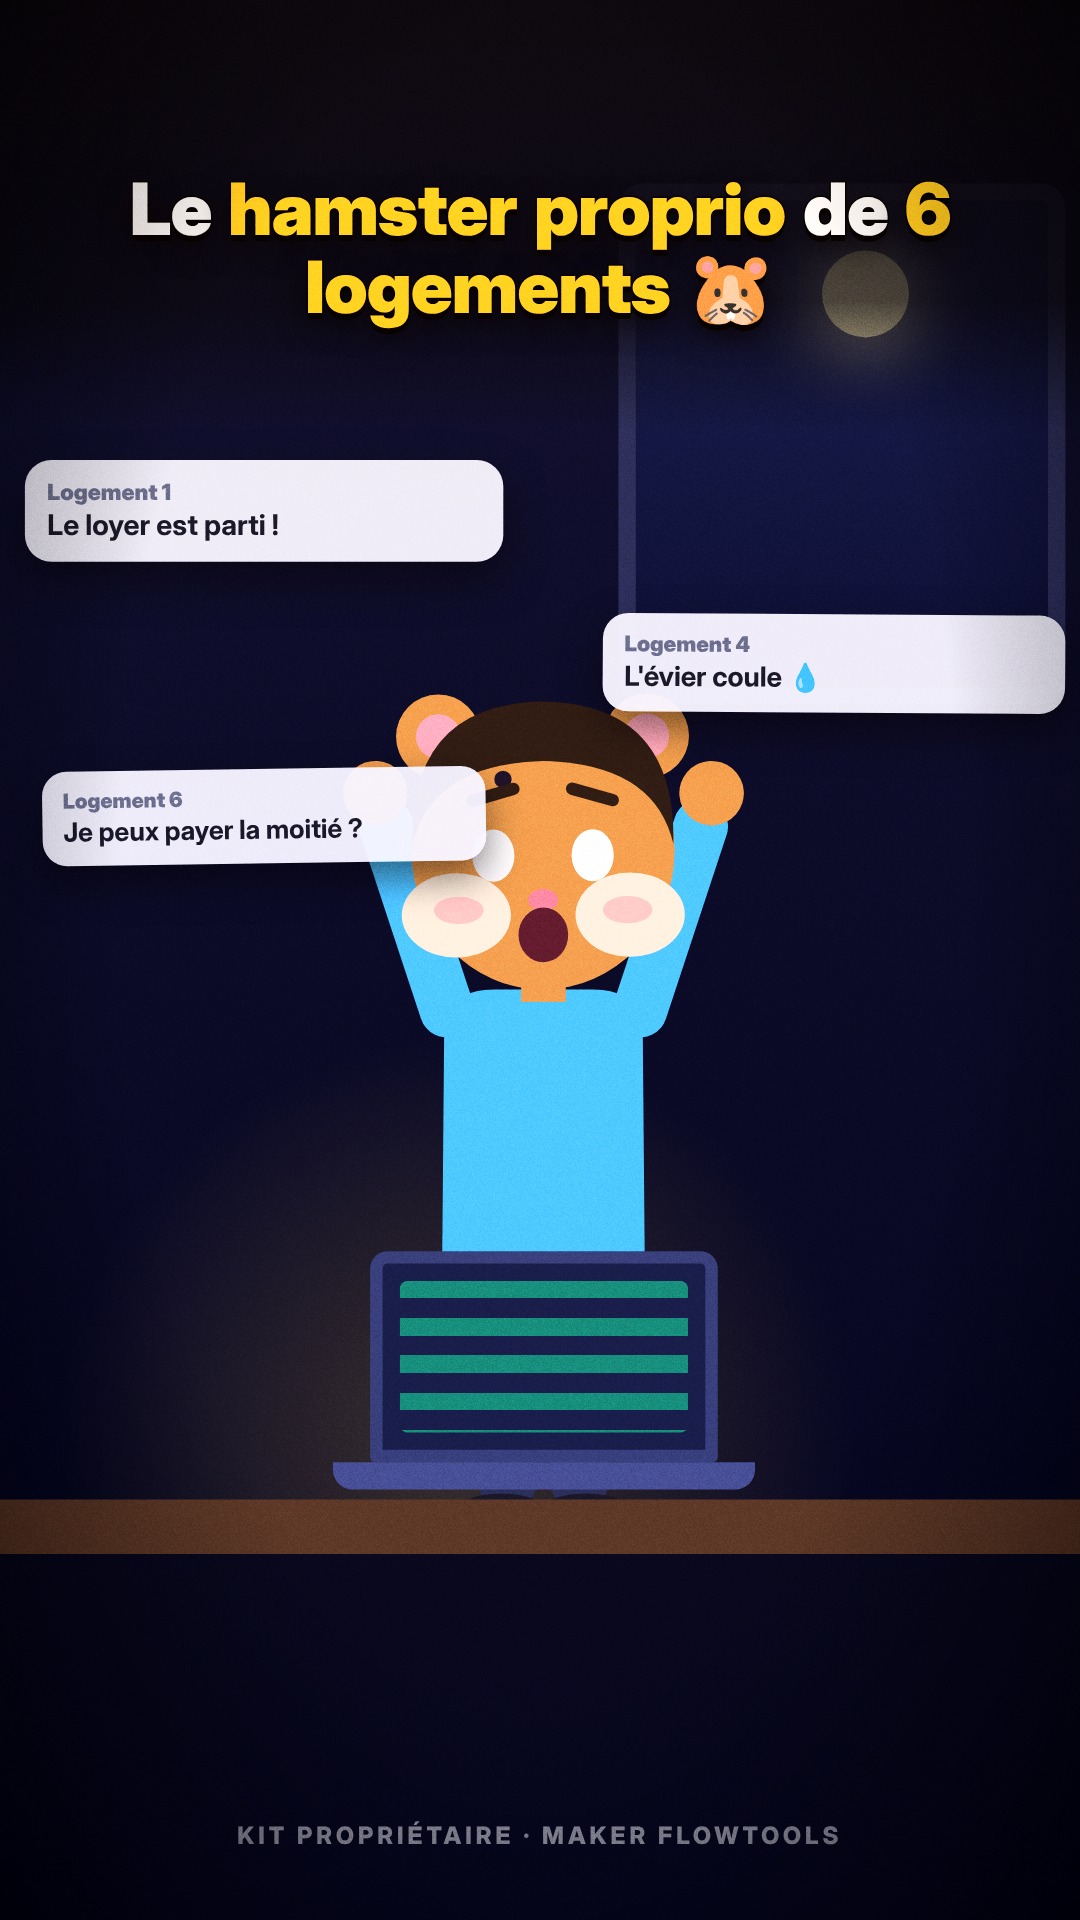 Le hamster proprio de 6
logements 🐹
Logement 1
Le loyer est parti !
Logement 4
L'évier coule 💧
Logement 6
Je peux payer la moitié ?
KIT PROPRIÉTAIRE · MAKER FLOWTOOLS